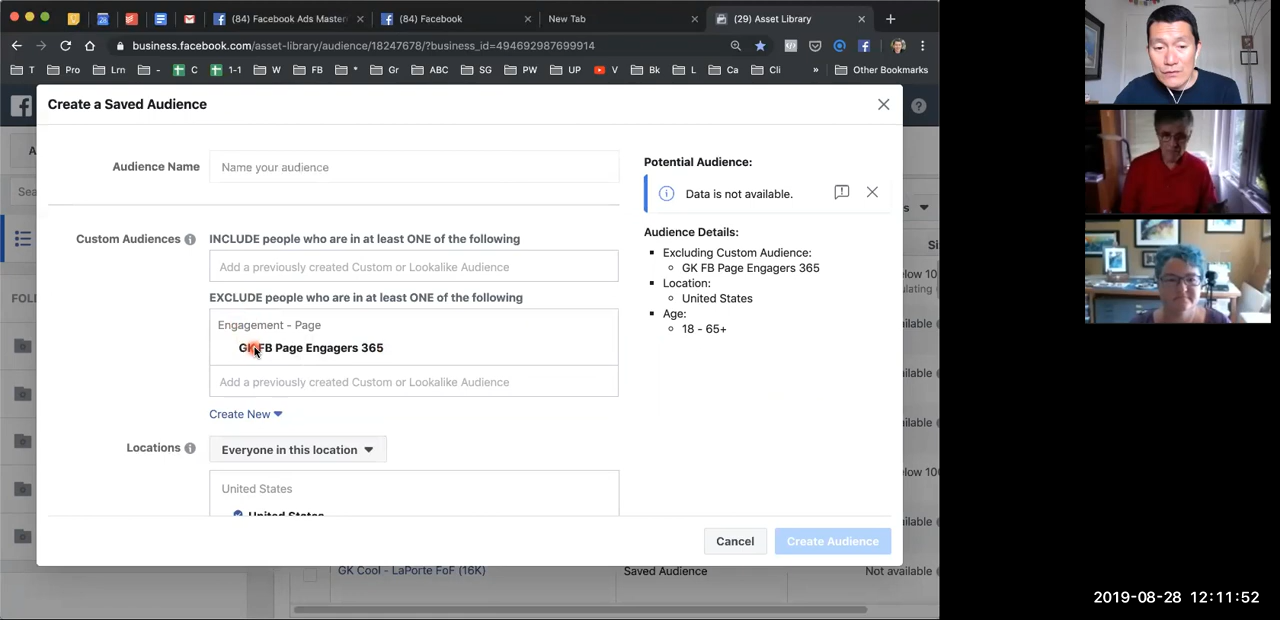 (84) Facebook Ads Master
(84) Facebook
New Tab
(29) Asset Library
business.facebook.com/asset-library/audience/18247678/?business_id=494692987699914
T
Pro
Lrn
-
C
1-1
W
FB
*
Gr
ABC
SG
PW
UP
V
Bk
L
Ca
Cli
»
Other Bookmarks
Create a Saved Audience
Audience Name
Name your audience
Potential Audience:
Data is not available.
Custom Audiences
INCLUDE people who are in at least ONE of the following
Add a previously created Custom or Lookalike Audience
EXCLUDE people who are in at least ONE of the following
Engagement - Page
GK FB Page Engagers 365
Add a previously created Custom or Lookalike Audience
Create New
Audience Details:
Excluding Custom Audience:
GK FB Page Engagers 365
Location:
United States
Age:
18 - 65+
Locations
Everyone in this location
United States
United States
Cancel
Create Audience
GK Cool - LaPorte FoF (16K)
Saved Audience
Not available
2019-08-28 12:11:52